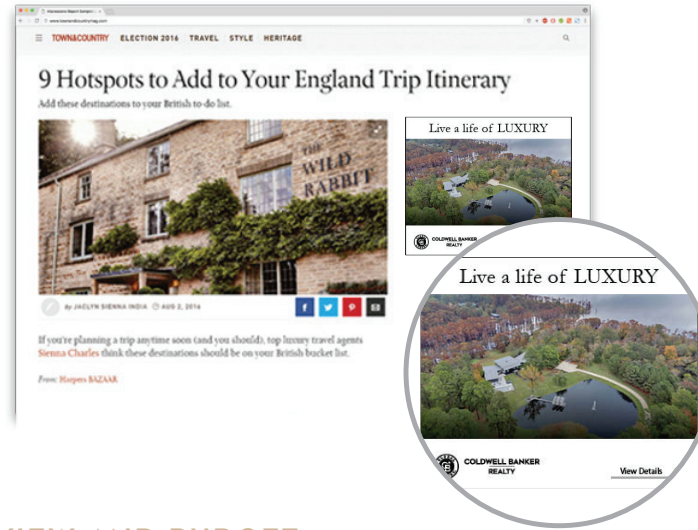 www.townandcountrymag.com
TOWN&COUNTRY ELECTION 2016 TRAVEL STYLE HERITAGE
9 Hotspots to Add to Your England Trip Itinerary
Add these destinations to your British to-do list.
THE
WILD
RABBIT
By JACLYN SIENNA INDIA AUG 2, 2016
If you're planning a trip anytime soon (and you should), top luxury travel agents
Sienna Charles think these destinations should be on your British bucket list.
From: Harpers BAZAAR
Live a life of LUXURY
COLDWELL BANKER
REALTY
Live a life of LUXURY
COLDWELL BANKER
REALTY
View Details